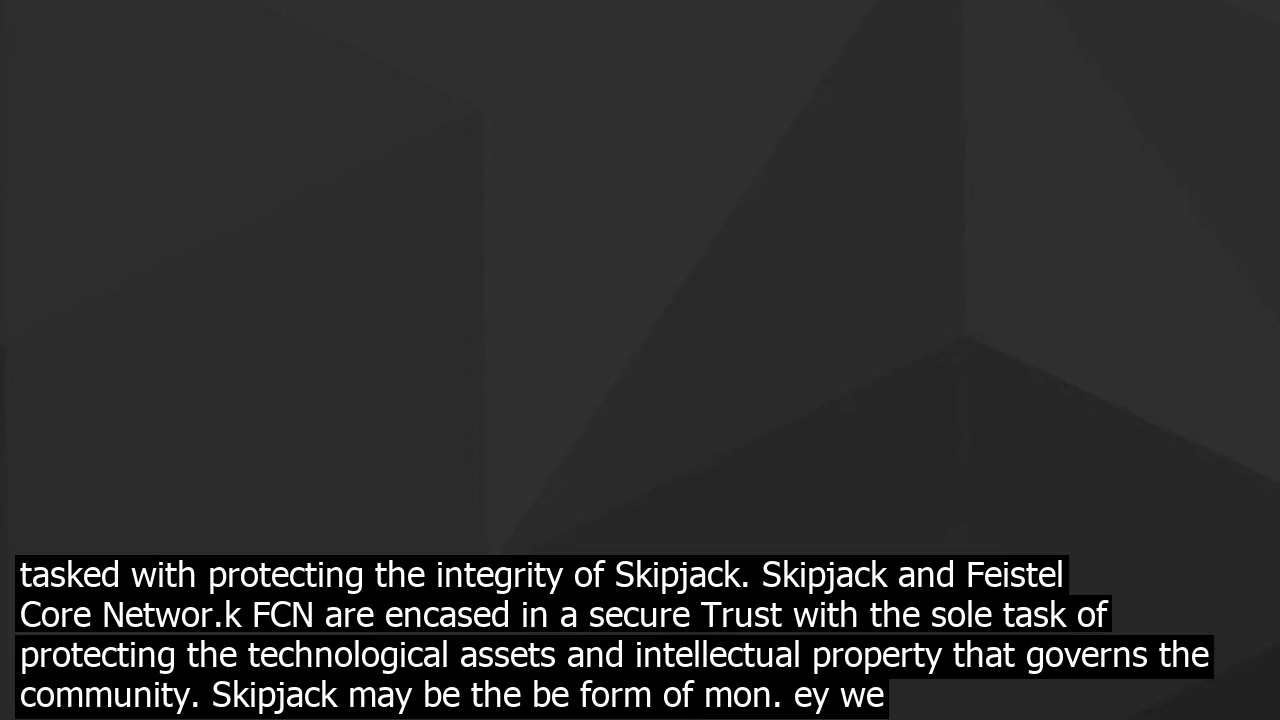 tasked with protecting the integrity of Skipjack. Skipjack and Feistel
Core Networ.k FCN are encased in a secure Trust with the sole task of
protecting the technological assets and intellectual property that governs the
community. Skipjack may be the be form of mon. ey we